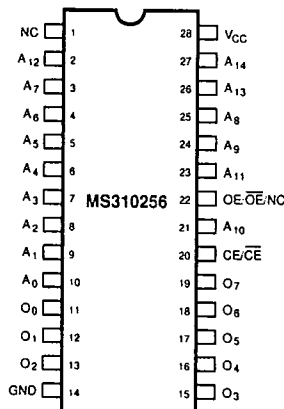 NC 1 28 VCC
A12 2 27 A14
A7 3 26 A13
A6 4 25 A8
A5 5 24 A9
A4 6 23 A11
A3 7 MS310256 22 OE/O̅E̅/NC
A2 8 21 A10
A1 9 20 CE/C̅E̅
A0 10 19 O7
O0 11 18 O6
O1 12 17 O5
O2 13 16 O4
GND 14 15 O3